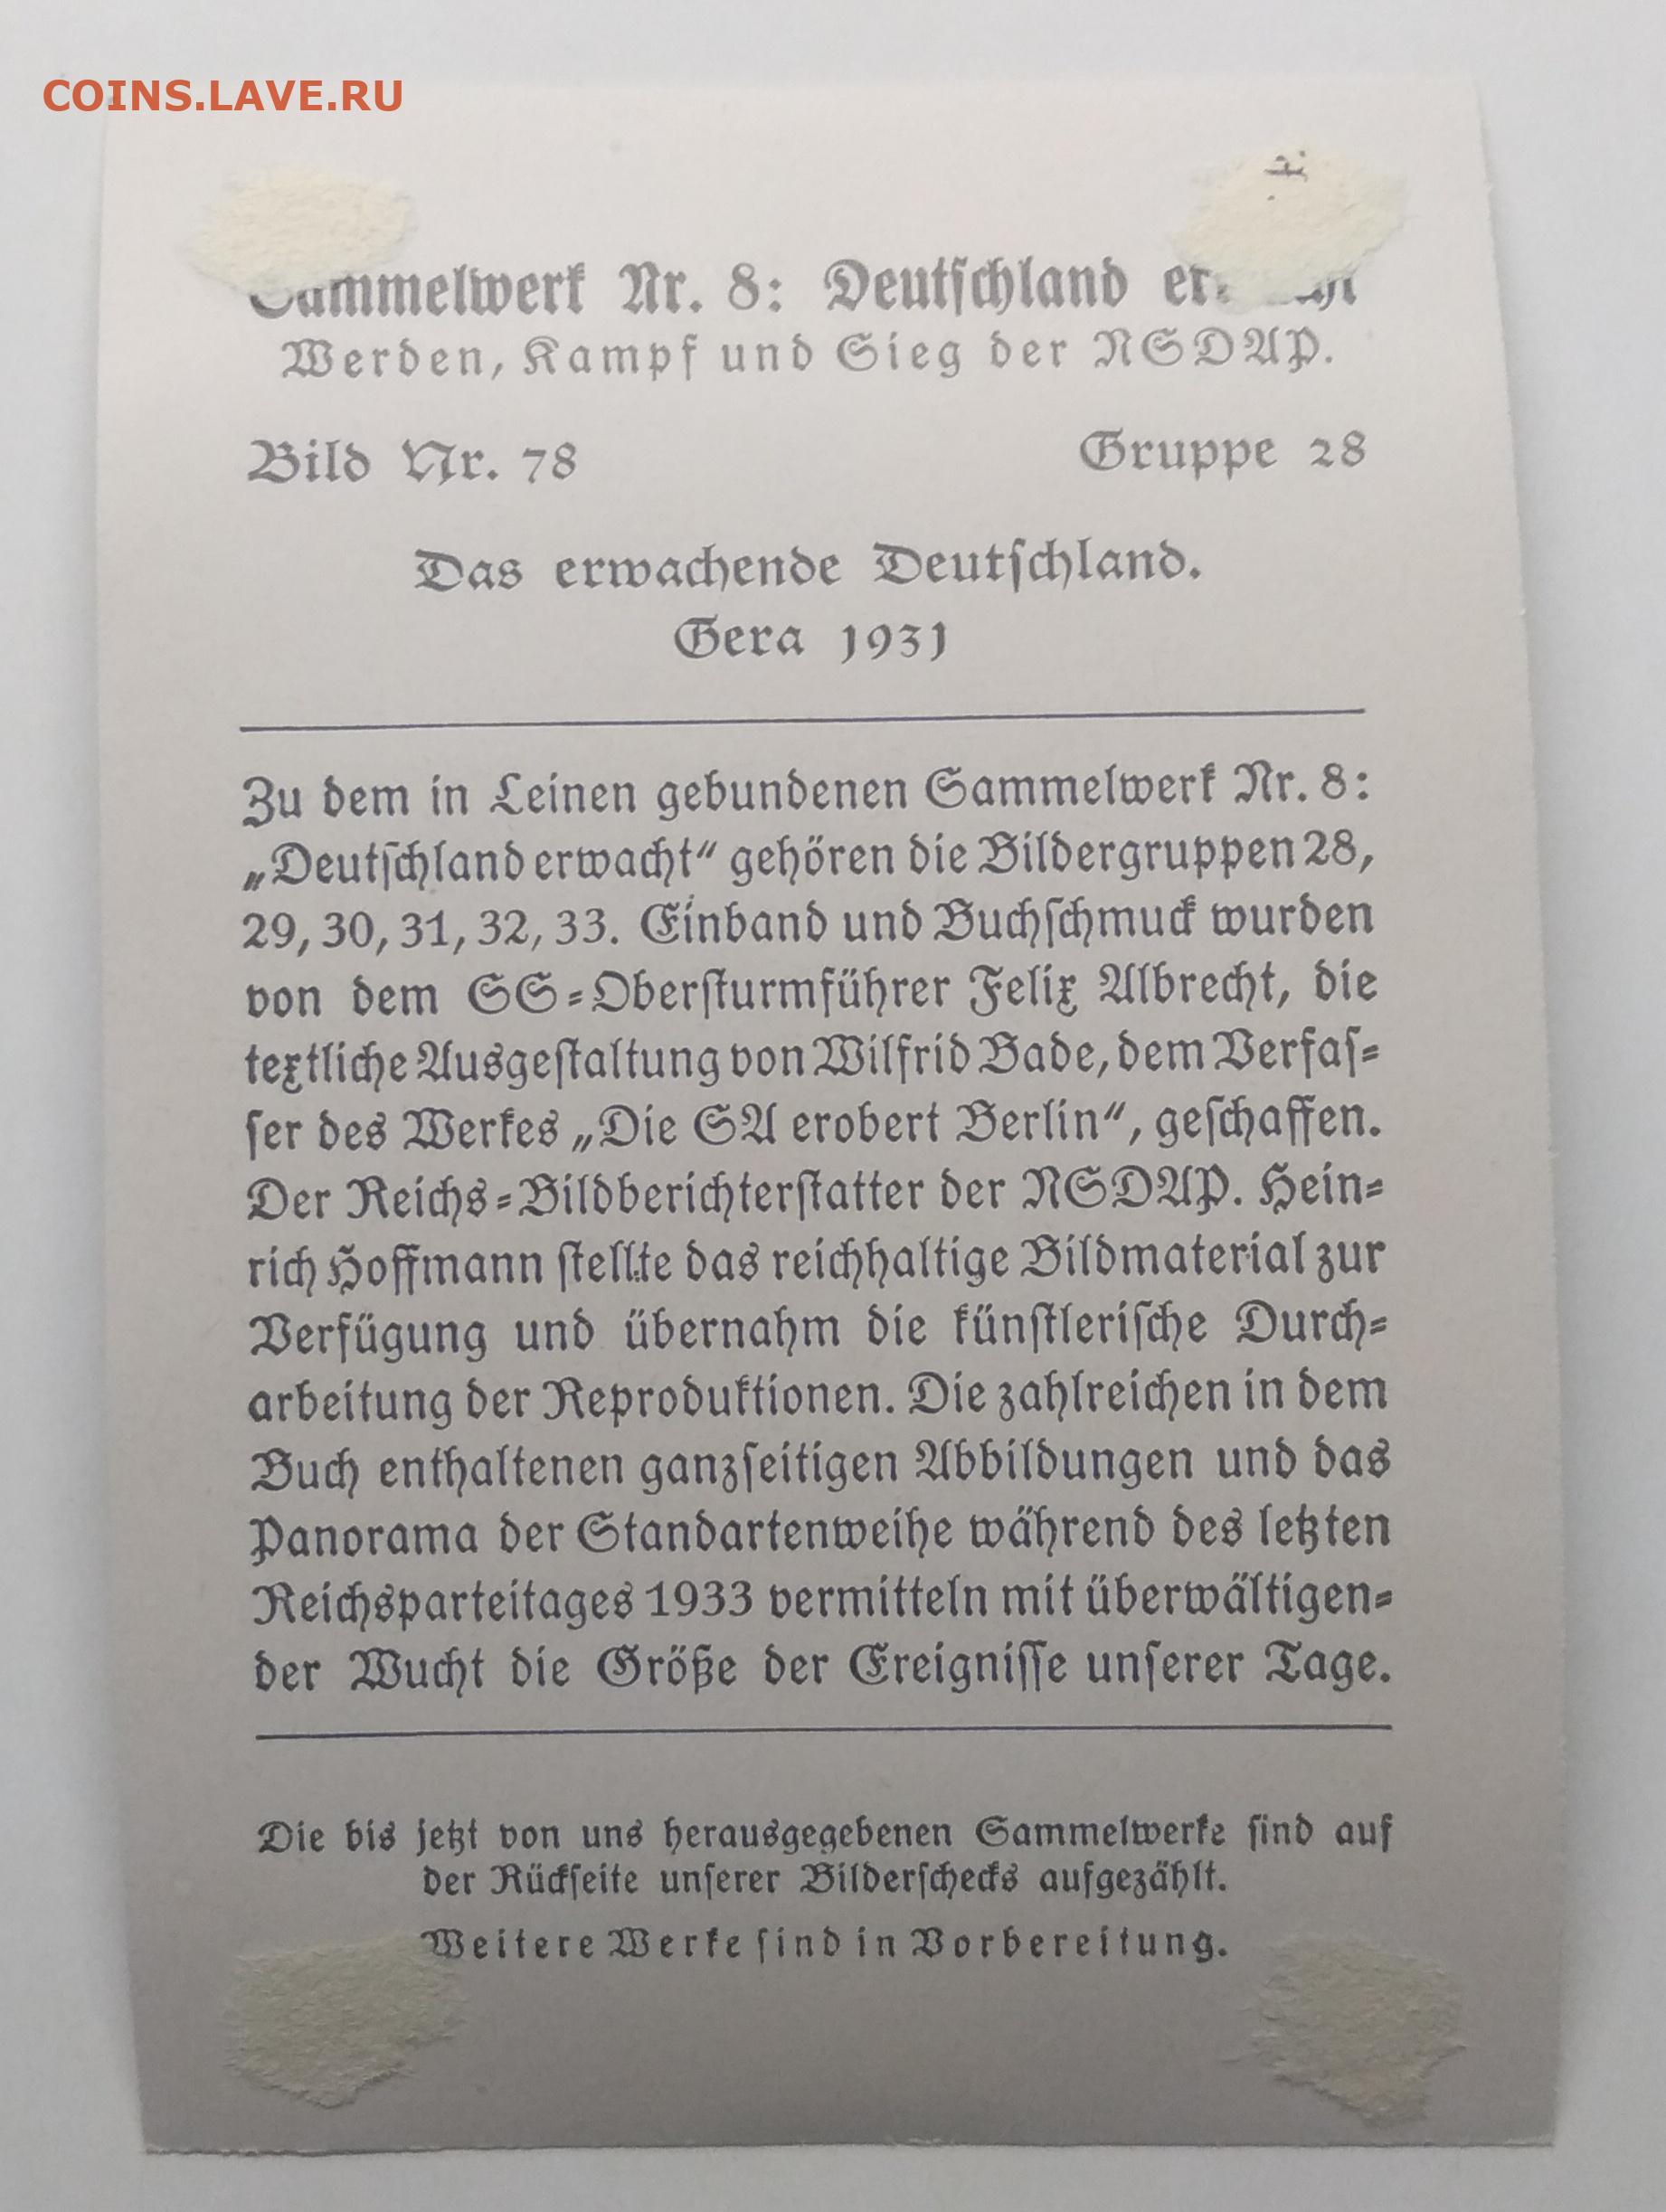 COINS.LAVE.RU
Sammelwerk Nr. 8: Deutſchland erwacht
Werden, Kampf und Sieg der NSDAP.
Bild Nr. 78 Gruppe 28
Das erwachende Deutſchland.
Gera 1931
Zu dem in Leinen gebundenen Sammelwerk Nr. 8:
„Deutſchland erwacht“ gehören die Bildergruppen 28,
29, 30, 31, 32, 33. Einband und Buchſchmuck wurden
von dem SS-Oberſturmführer Felix Albrecht, die
textliche Ausgeſtaltung von Wilfrid Bade, dem Verfaſ-
ſer des Werkes „Die SA erobert Berlin“, geſchaffen.
Der Reichs-Bildberichterſtatter der NSDAP. Hein-
rich Hoffmann ſtellte das reichhaltige Bildmaterial zur
Verfügung und übernahm die künſtleriſche Durch-
arbeitung der Reproduktionen. Die zahlreichen in dem
Buch enthaltenen ganzſeitigen Abbildungen und das
Panorama der Standartenweihe während des letzten
Reichsparteitages 1933 vermitteln mit überwältigen-
der Wucht die Größe der Ereigniſſe unſerer Tage.
Die bis jetzt von uns herausgegebenen Sammelwerke ſind auf
der Rückſeite unſerer Bilderſchecks aufgezählt.
Weitere Werke ſind in Vorbereitung.